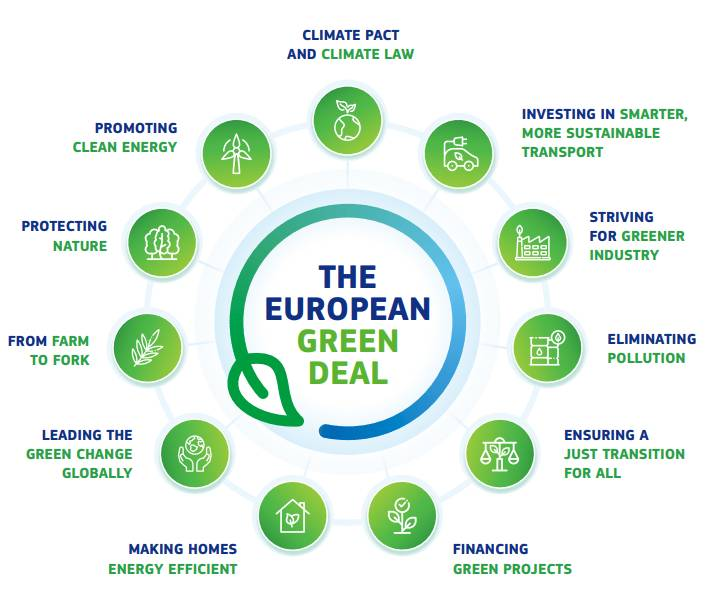 CLIMATE PACT
AND CLIMATE LAW
INVESTING IN SMARTER,
MORE SUSTAINABLE
TRANSPORT
STRIVING
FOR GREENER
INDUSTRY
ELIMINATING
POLLUTION
ENSURING A
JUST TRANSITION
FOR ALL
FINANCING
GREEN PROJECTS
MAKING HOMES
ENERGY EFFICIENT
LEADING THE
GREEN CHANGE
GLOBALLY
FROM FARM
TO FORK
PROTECTING
NATURE
PROMOTING
CLEAN ENERGY
THE
EUROPEAN
GREEN
DEAL